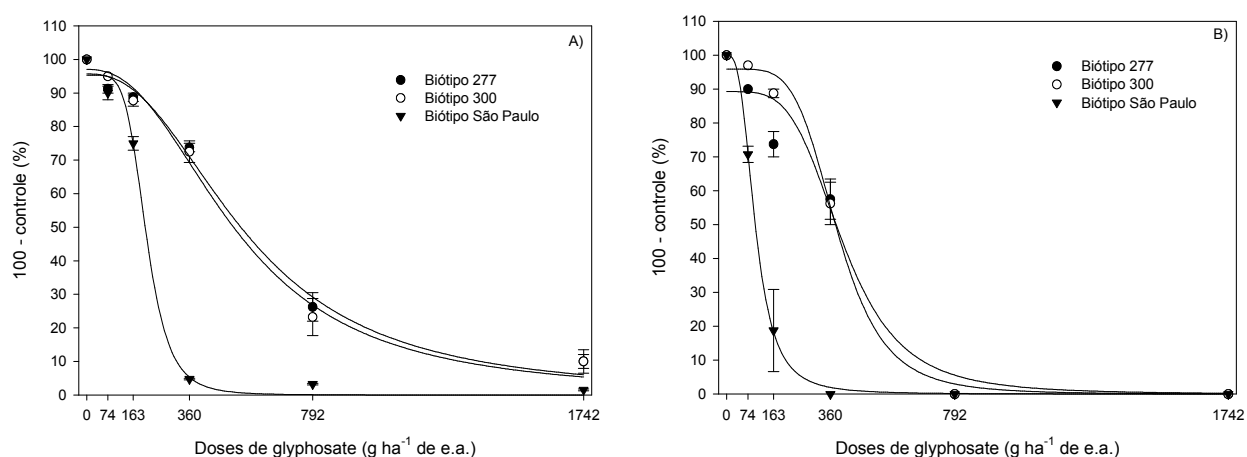 A)
110
100
90
80
70
60
50
40
30
20
10
0
100 - controle (%)
Biótipo 277
Biótipo 300
Biótipo São Paulo
0 74 163 360 792 1742
Doses de glyphosate (g ha⁻¹ de e.a.)
B)
110
100
90
80
70
60
50
40
30
20
10
0
100 - controle (%)
Biótipo 277
Biótipo 300
Biótipo São Paulo
0 74 163 360 792 1742
Doses de glyphosate (g ha⁻¹ de e.a.)